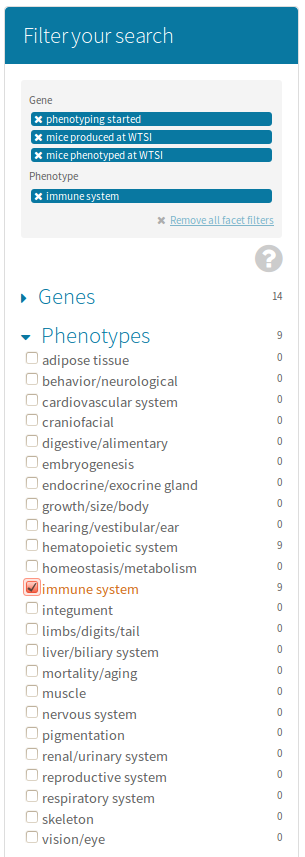 Filter your search
Gene
✖ phenotyping started
✖ mice produced at WTSI
✖ mice phenotyped at WTSI
Phenotype
✖ immune system
✖ Remove all facet filters
?
Genes 14
Phenotypes 9
adipose tissue 0
behavior/neurological 0
cardiovascular system 0
craniofacial 0
digestive/alimentary 0
embryogenesis 0
endocrine/exocrine gland 0
growth/size/body 0
hearing/vestibular/ear 0
hematopoietic system 9
homeostasis/metabolism 0
immune system 9
integument 0
limbs/digits/tail 0
liver/biliary system 0
mortality/aging 0
muscle 0
nervous system 0
pigmentation 0
renal/urinary system 0
reproductive system 0
respiratory system 0
skeleton 0
vision/eye 0